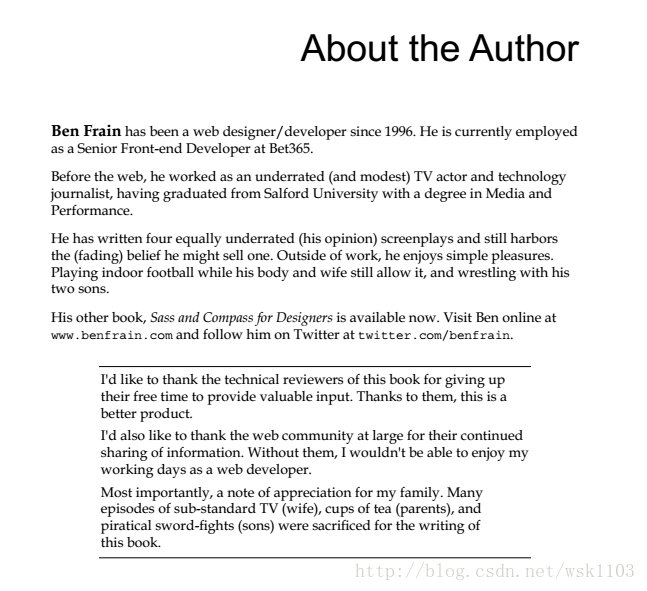 About the Author
Ben Frain has been a web designer/developer since 1996. He is currently employed
as a Senior Front-end Developer at Bet365.
Before the web, he worked as an underrated (and modest) TV actor and technology
journalist, having graduated from Salford University with a degree in Media and
Performance.
He has written four equally underrated (his opinion) screenplays and still harbors
the (fading) belief he might sell one. Outside of work, he enjoys simple pleasures.
Playing indoor football while his body and wife still allow it, and wrestling with his
two sons.
His other book, Sass and Compass for Designers is available now. Visit Ben online at
www.benfrain.com and follow him on Twitter at twitter.com/benfrain.
I'd like to thank the technical reviewers of this book for giving up
their free time to provide valuable input. Thanks to them, this is a
better product.
I'd also like to thank the web community at large for their continued
sharing of information. Without them, I wouldn't be able to enjoy my
working days as a web developer.
Most importantly, a note of appreciation for my family. Many
episodes of sub-standard TV (wife), cups of tea (parents), and
piratical sword-fights (sons) were sacrificed for the writing of
this book.
http://blog.csdn.net/wsk1103